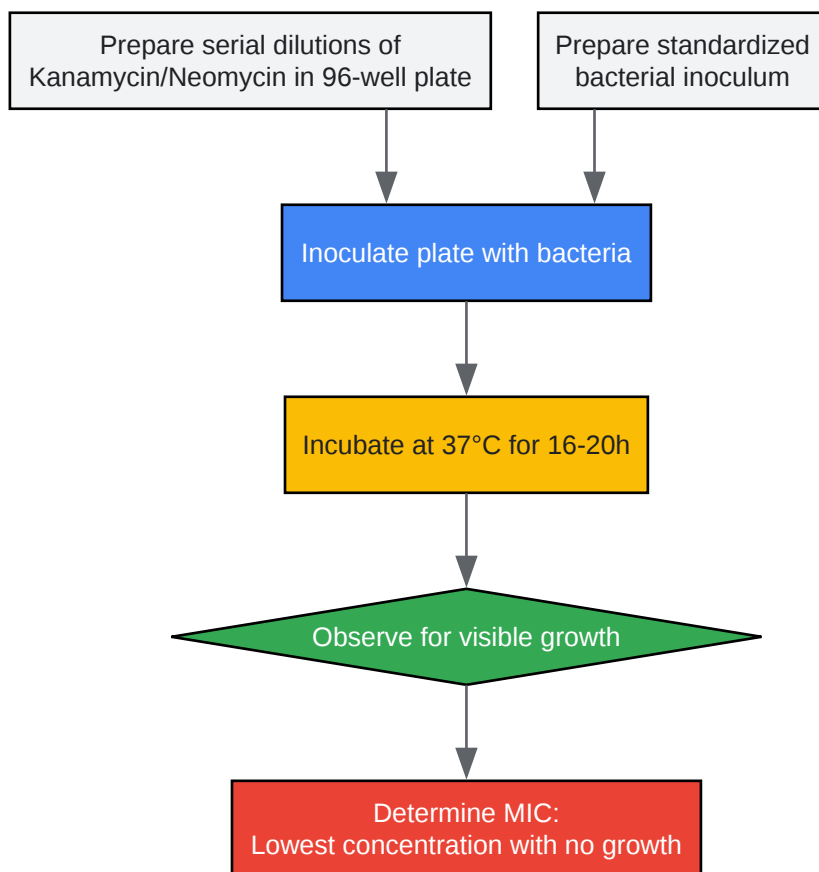 Prepare serial dilutions of
Kanamycin/Neomycin in 96-well plate
Prepare standardized
bacterial inoculum
Inoculate plate with bacteria
Incubate at 37°C for 16-20h
Observe for visible growth
Determine MIC:
Lowest concentration with no growth